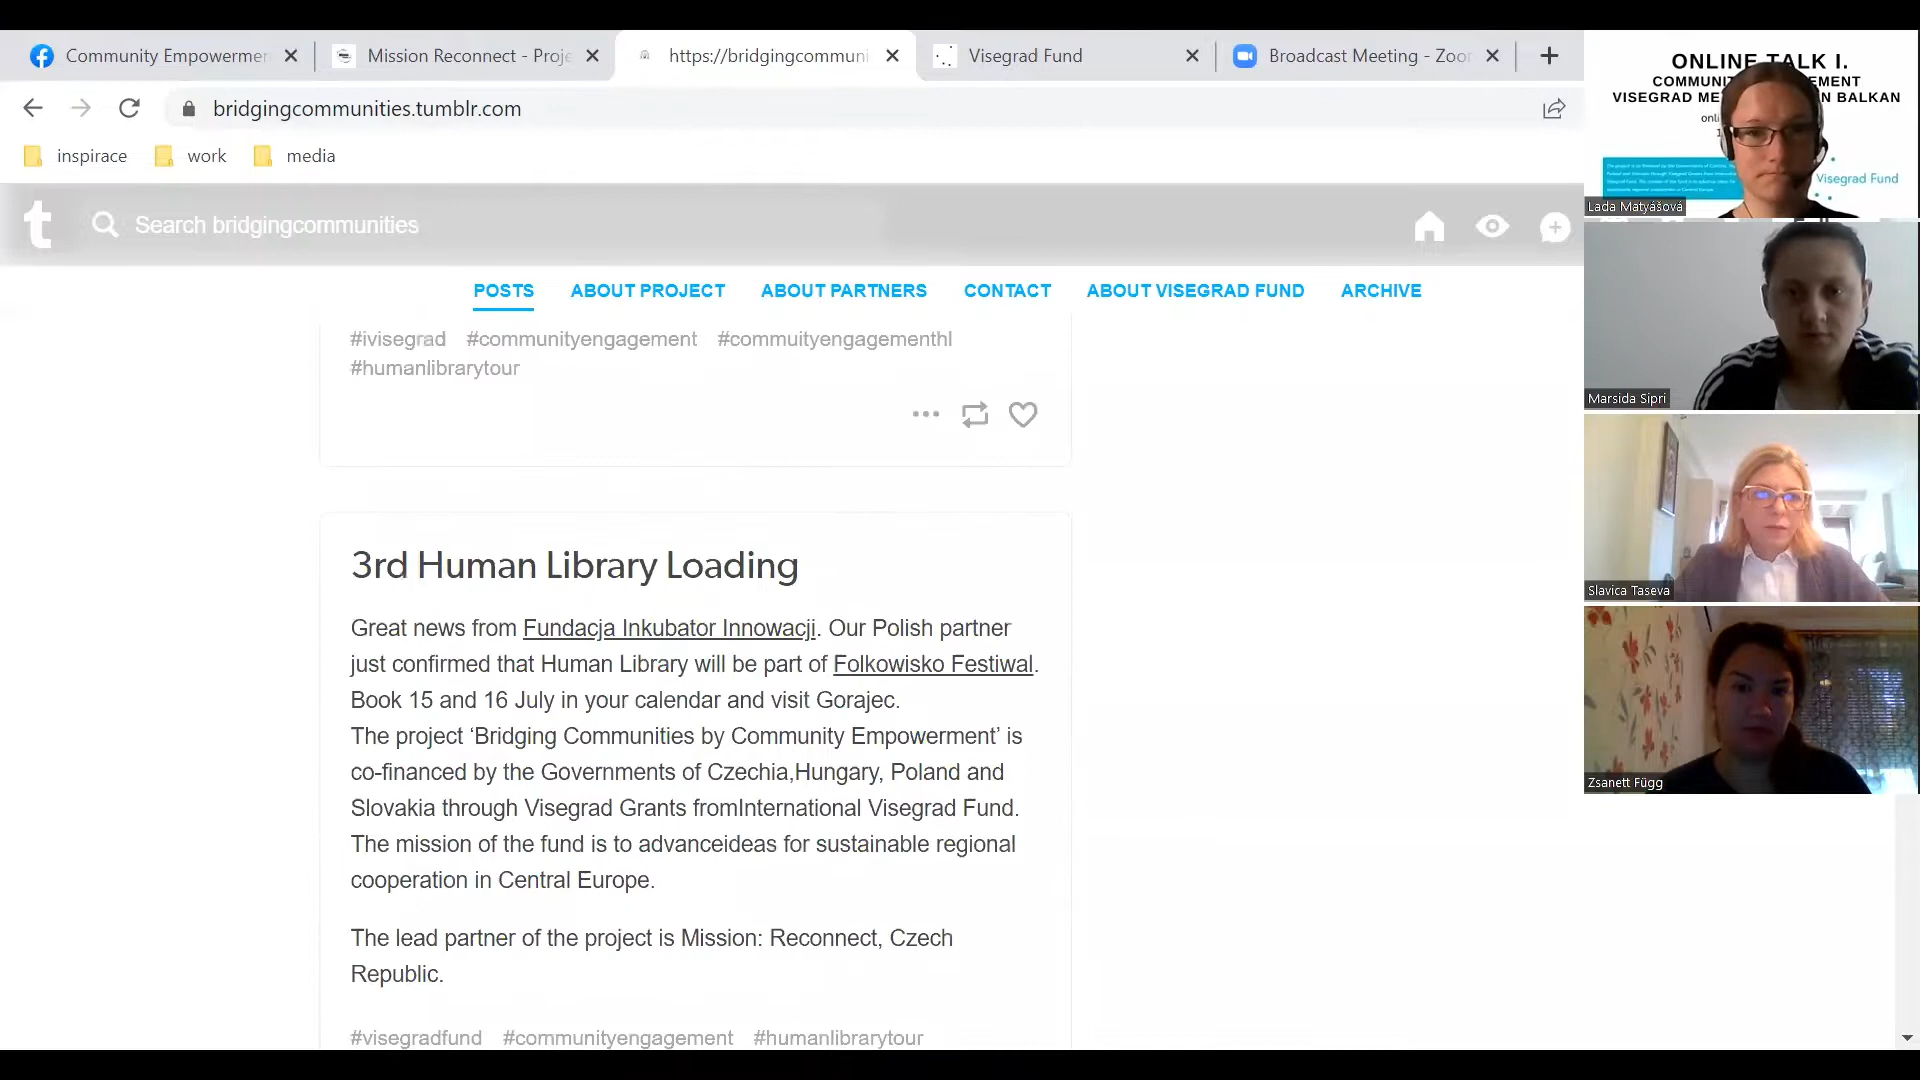 Community Empowermer
Mission Reconnect - Proje
https://bridgingcommuni
Visegrad Fund
Broadcast Meeting - Zoor
bridgingcommunities.tumblr.com
inspirace
work
media
t
Search bridgingcommunities
POSTS ABOUT PROJECT ABOUT PARTNERS CONTACT ABOUT VISEGRAD FUND ARCHIVE
#ivisegrad #communityengagement #commuityengagementhl
#humanlibrarytour
3rd Human Library Loading
Great news from Fundacja Inkubator Innowacji. Our Polish partner
just confirmed that Human Library will be part of Folkowisko Festiwal.
Book 15 and 16 July in your calendar and visit Gorajec.
The project ‘Bridging Communities by Community Empowerment’ is
co-financed by the Governments of Czechia,Hungary, Poland and
Slovakia through Visegrad Grants fromInternational Visegrad Fund.
The mission of the fund is to advanceideas for sustainable regional
cooperation in Central Europe.
The lead partner of the project is Mission: Reconnect, Czech
Republic.
#visegradfund #communityengagement #humanlibrarytour
ONLINE TALK I.
VISEGRAD BALKAN
Visegrad Fund
Lada Matyášová
Marsida Sipri
Slavica Taseva
Zsanett Függ